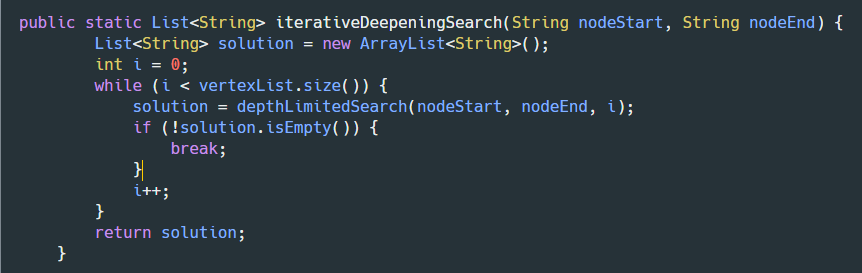 public static List<String> iterativeDeepeningSearch(String nodeStart, String nodeEnd) {
        List<String> solution = new ArrayList<String>();
        int i = 0;
        while (i < vertexList.size()) {
            solution = depthLimitedSearch(nodeStart, nodeEnd, i);
            if (!solution.isEmpty()) {
                break;
            }
            i++;
        }
        return solution;
    }